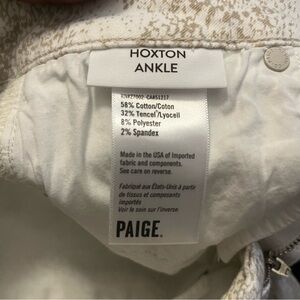 HOXTON
ANKLE
58% Cotton/Coton
32% Tencel/Lyocell
8% Polyester
2% Spandex
Made in the USA of Imported
fabric and components.
See care on reverse.
Fabriqué aux États-Unis à partir
de tissus et composants
importés
Voir le soin sur l'inverse.
PAIGE.